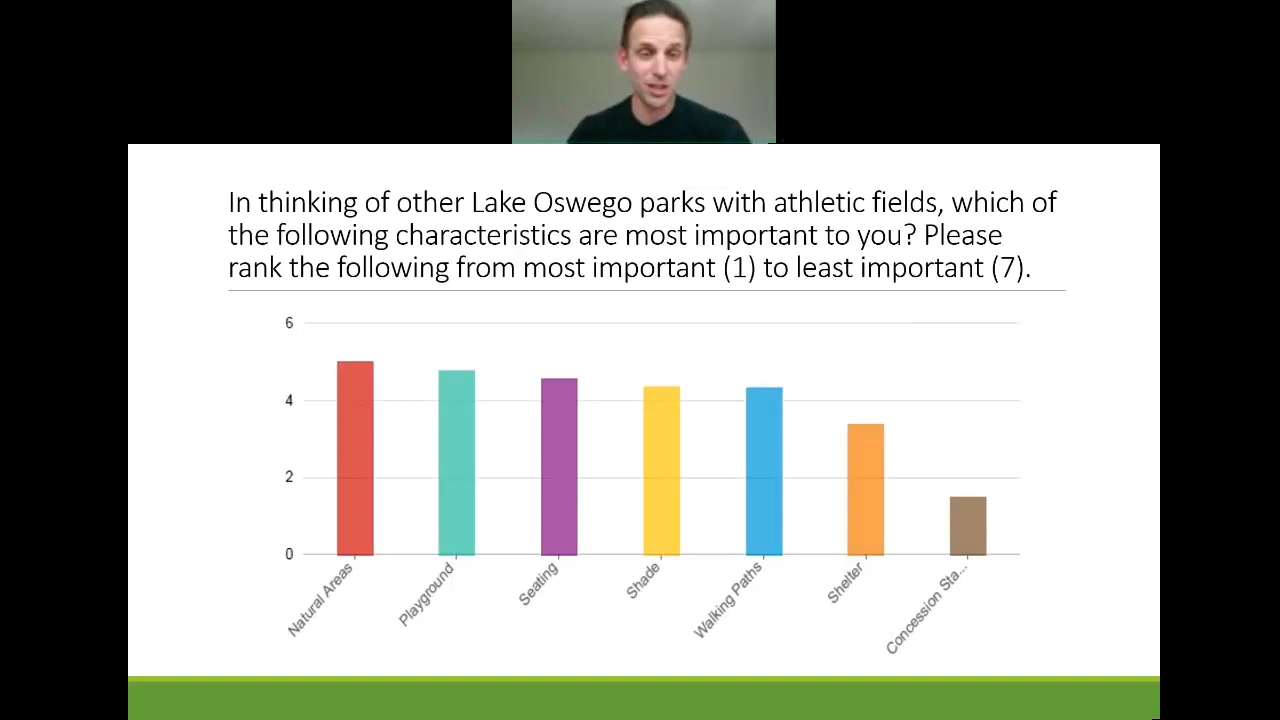 In thinking of other Lake Oswego parks with athletic fields, which of
the following characteristics are most important to you? Please
rank the following from most important (1) to least important (7).
6
4
2
0
Natural Areas
Playground
Seating
Shade
Walking Paths
Shelter
Concession Sta...